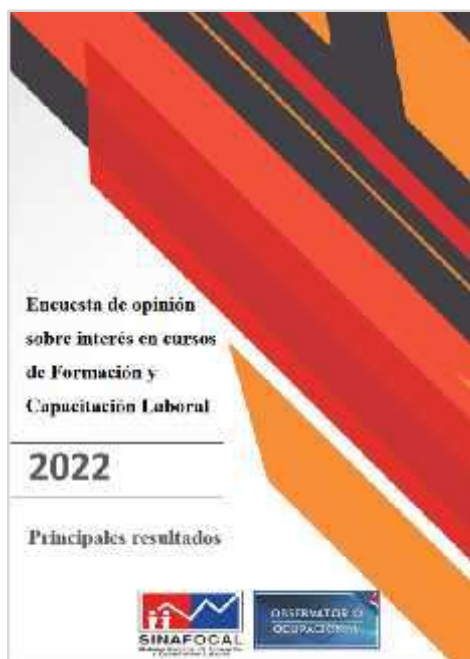 Encuesta de opinión
sobre interés en cursos
de Formación y
Capacitación Laboral
2022
Principales resultados
SINAFOCAL
OBSERVATORIO
OCUPACIONAL